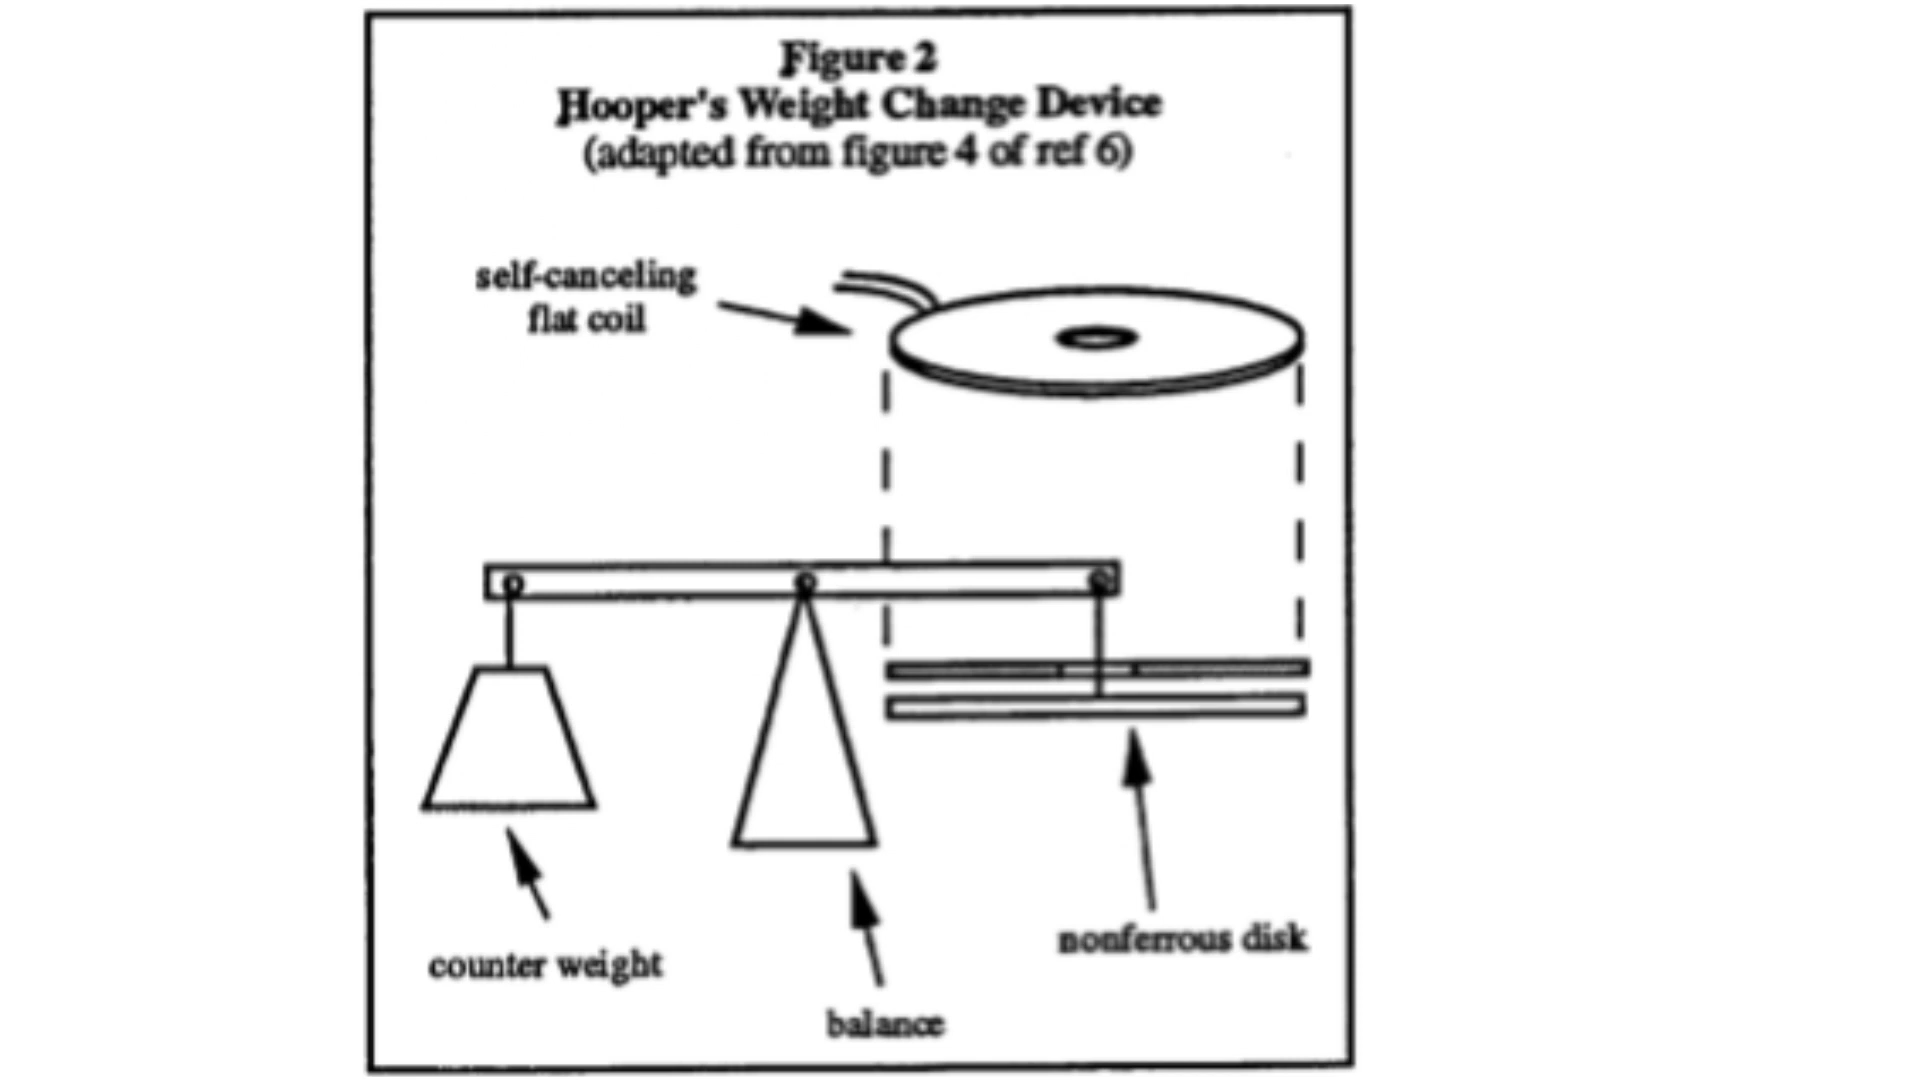 Figure 2
Hooper's Weight Change Device
(adapted from figure 4 of ref 6)
self-canceling
flat coil
counter weight
balance
nonferrous disk